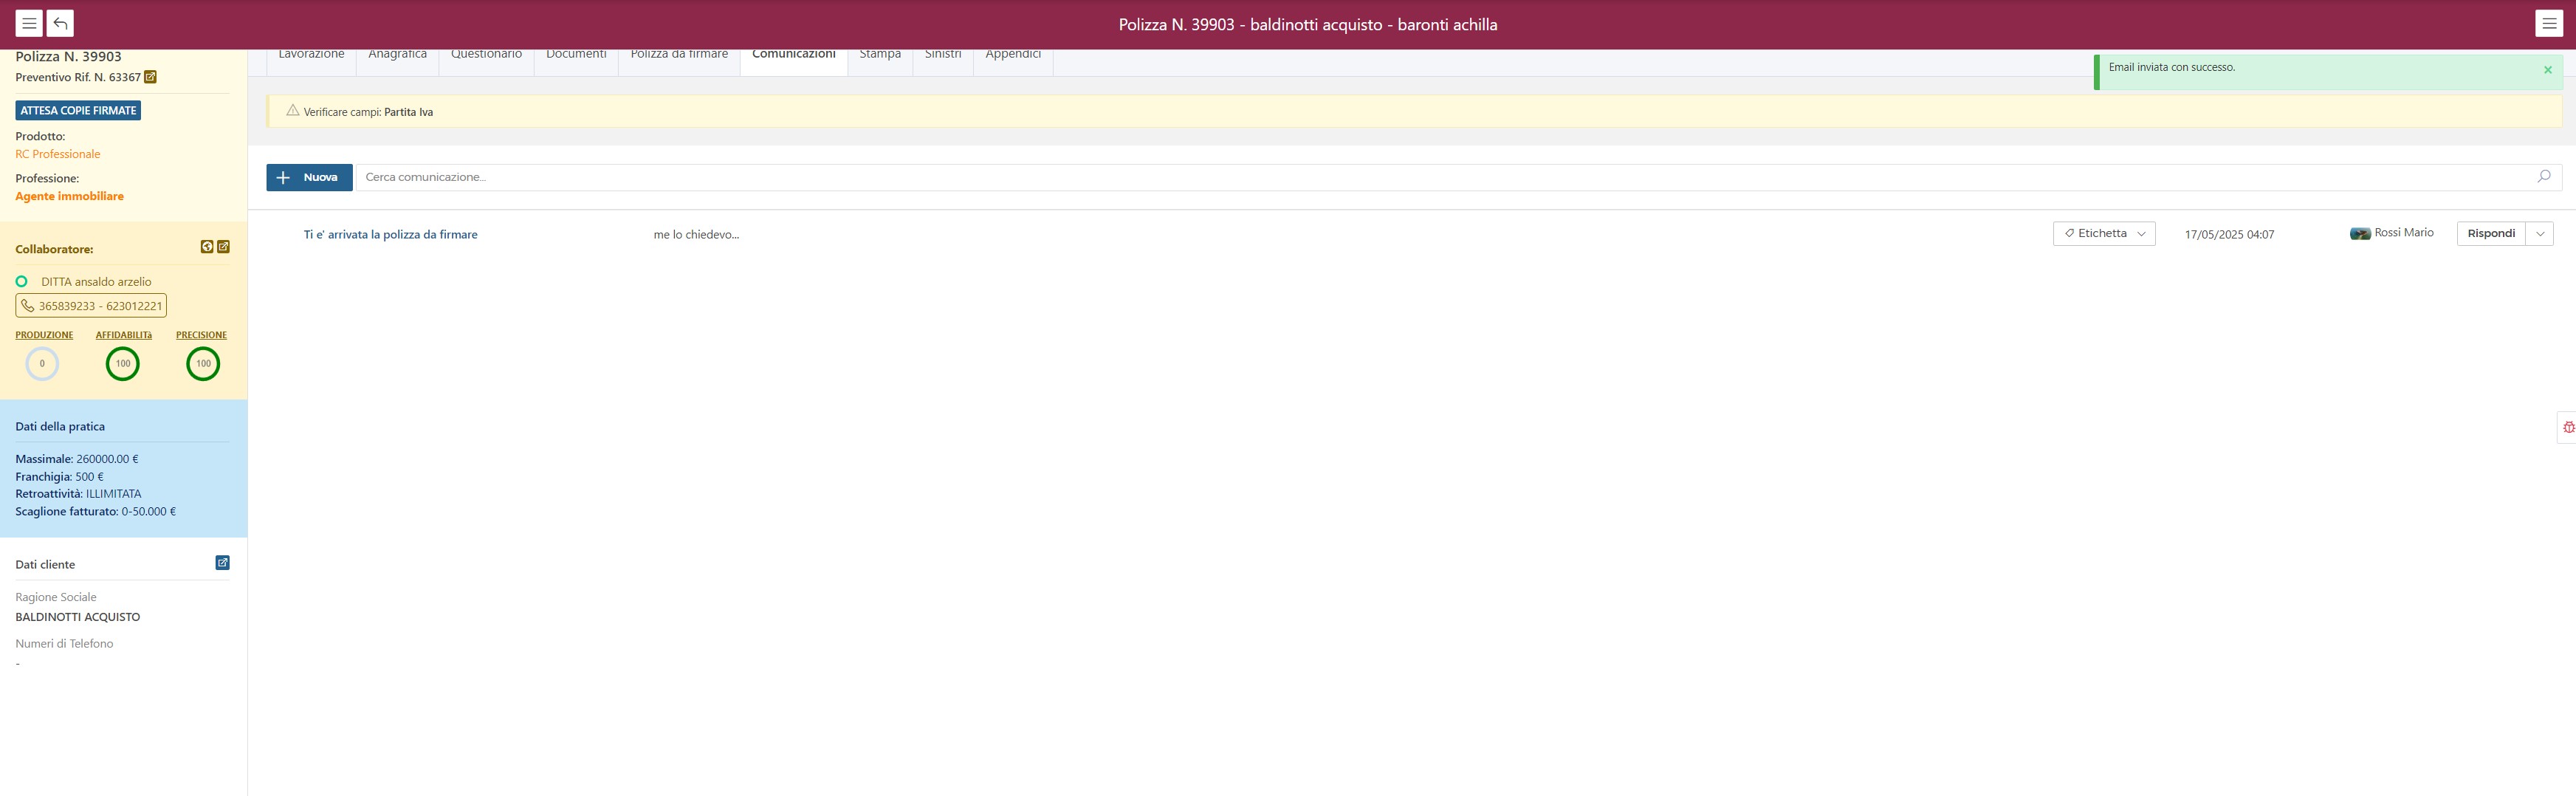 Polizza N. 39903 - baldinotti acquisto - baronti achilla
Polizza N. 39903
Preventivo Rif. N. 63367
ATTESA COPIE FIRMATE
Prodotto:
RC Professionale
Professione:
Agente immobiliare
Collaboratore:
DITTA ansaldo arzelio
365839233 - 623012221
PRODUZIONE AFFIDABILITà PRECISIONE
0 100 100
Dati della pratica
Massimale: 260000.00 €
Franchigia: 500 €
Retroattività: ILLIMITATA
Scaglione fatturato: 0-50.000 €
Dati cliente
Ragione Sociale
BALDINOTTI ACQUISTO
Numeri di Telefono
-
Lavorazione Anagrafica Questionario Documenti Polizza da firmare Comunicazioni Stampa Sinistri Appendici
Email inviata con successo.
Verificare campi: Partita Iva
Nuova Cerca comunicazione...
Ti e' arrivata la polizza da firmare me lo chiedevo... Etichetta 17/05/2025 04:07 Rossi Mario Rispondi